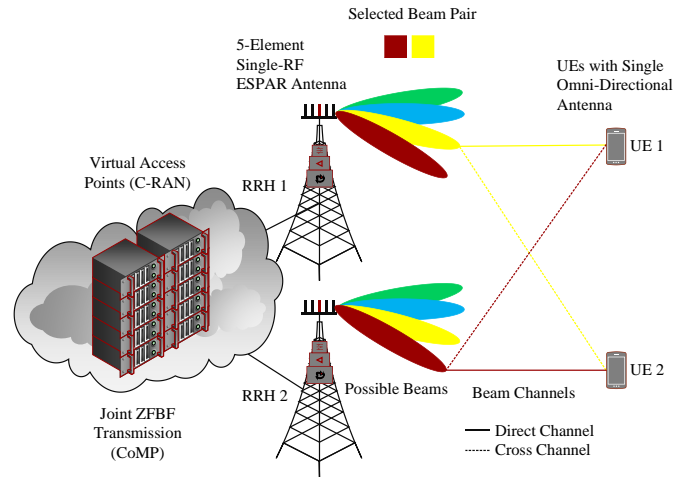 Selected Beam Pair
5-Element
Single-RF
ESPAR Antenna
UEs with Single
Omni-Directional
Antenna
UE 1
Virtual Access
Points (C-RAN)
RRH 1
RRH 2
Possible Beams
Beam Channels
UE 2
Joint ZFBF
Transmission
(CoMP)
Direct Channel
Cross Channel